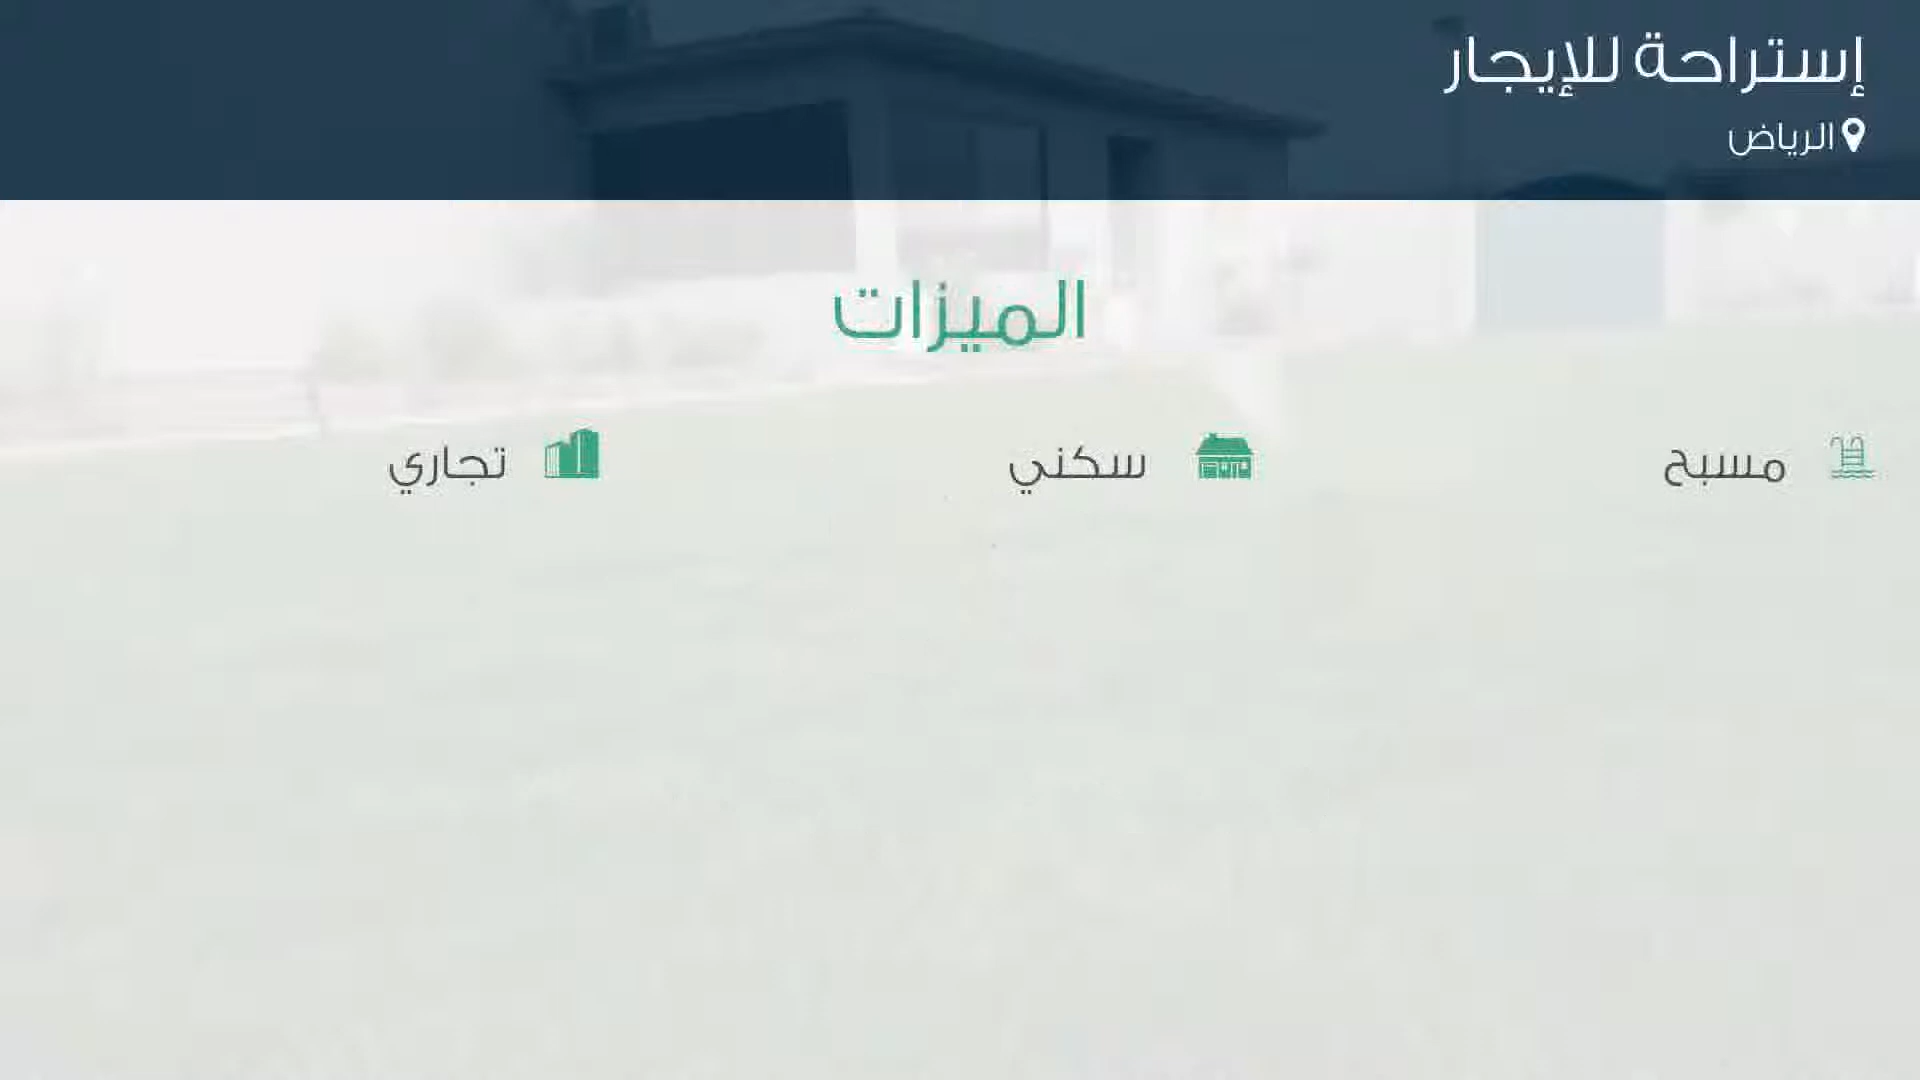 إستراحة للإيجار
الرياض
الميزات
مسبح
سكني
تجاري